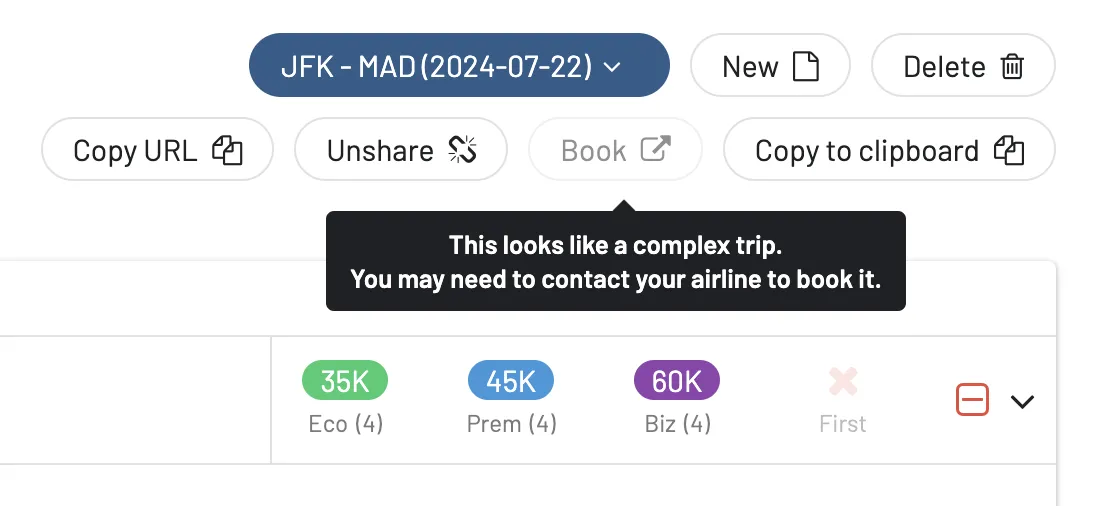 JFK - MAD (2024-07-22)
New
Delete
Copy URL
Unshare
Book
Copy to clipboard
This looks like a complex trip.
You may need to contact your airline to book it.
35K
45K
60K
Eco (4)
Prem (4)
Biz (4)
First